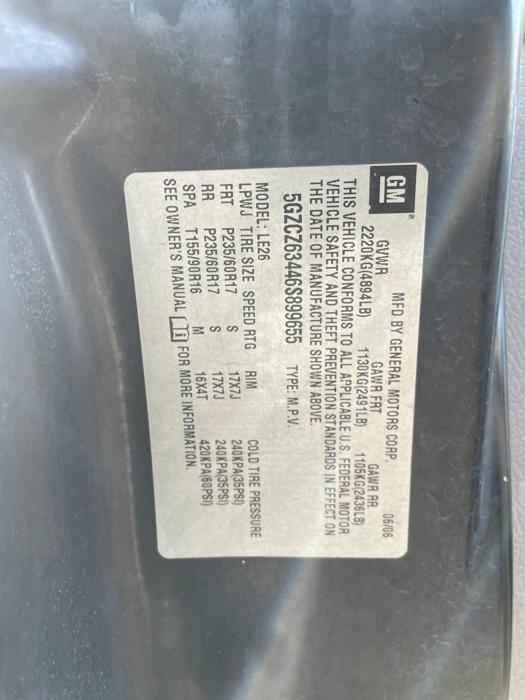 GM
MFD BY GENERAL MOTORS CORP. 06/06
GVWR GAWR FRT GAWR RR
2220KG(4894LB) 1130KG(2491LB) 1105KG(2436LB)
THIS VEHICLE CONFORMS TO ALL APPLICABLE U.S. FEDERAL MOTOR
VEHICLE SAFETY AND THEFT PREVENTION STANDARDS IN EFFECT ON
THE DATE OF MANUFACTURE SHOWN ABOVE.
5GZCZ63446S899655 TYPE: M.P.V.
MODEL: LE26
LPWJ TIRE SIZE SPEED RTG RIM COLD TIRE PRESSURE
FRT P235/60R17 S 17X7J 240KPA(35PSI)
RR P235/60R17 S 17X7J 240KPA(35PSI)
SPA T155/90R16 M 16X4T 420KPA(60PSI)
SEE OWNER'S MANUAL i FOR MORE INFORMATION.